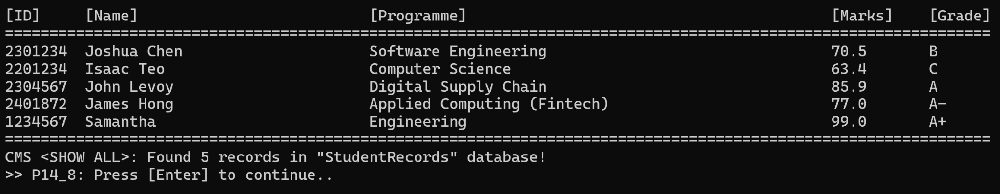 [ID] [Name] [Programme] [Marks] [Grade]
================================================================================================================
2301234 Joshua Chen Software Engineering 70.5 B
2201234 Isaac Teo Computer Science 63.4 C
2304567 John Levoy Digital Supply Chain 85.9 A
2401872 James Hong Applied Computing (Fintech) 77.0 A-
1234567 Samantha Engineering 99.0 A+
================================================================================================================
CMS <SHOW ALL>: Found 5 records in "StudentRecords" database!
>> P14_8: Press [Enter] to continue..